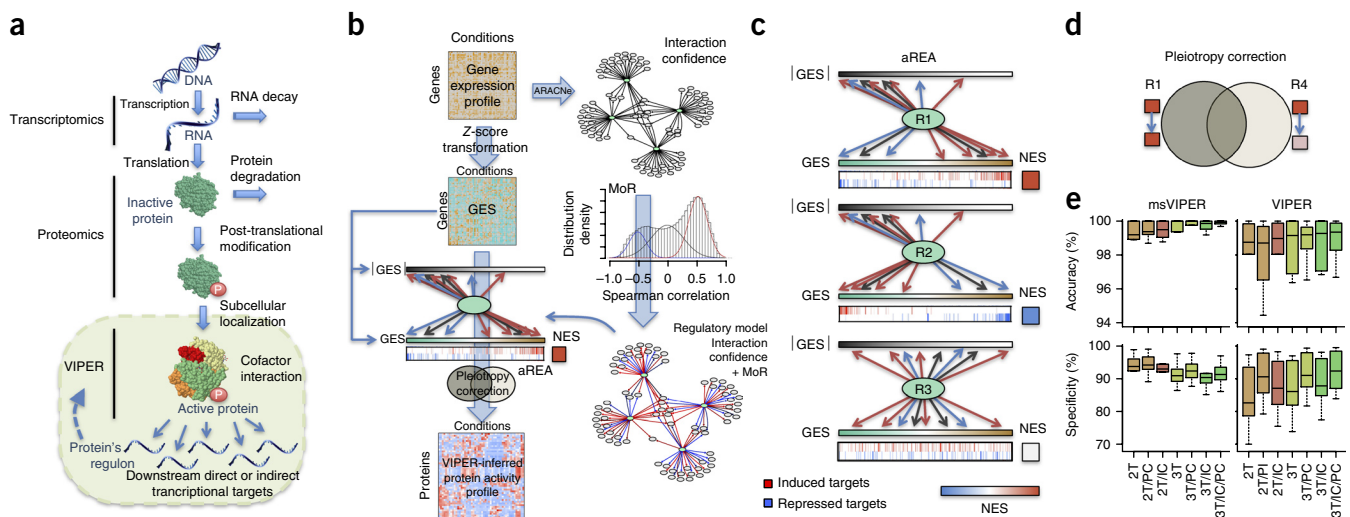 a
DNA
Transcription
RNA decay
Transcriptomics
RNA
Translation
Protein
degradation
Inactive
protein
Proteomics
Post-translational
modification
P
Subcellular
localization
VIPER
Cofactor
interaction
P
Active protein
Protein's
regulon
Downstream direct or indirect
trancriptional targets
b
Conditions
Genes
Gene
expression
profile
ARACNe
Interaction
confidence
Z-score
transformation
Conditions
Genes
GES
MoR
Distribution
density
−1.0 −0.5 0 0.5 1.0
Spearman correlation
|GES|
GES
NES
aREA
Regulatory model
Interaction
confidence
+ MoR
Pleiotropy
correction
Conditions
Proteins
VIPER-inferred
protein activity
profile
c
aREA
|GES|
R1
GES
NES
|GES|
R2
GES
NES
|GES|
R3
GES
NES
Induced targets
Repressed targets
NES
d
Pleiotropy correction
R1
R4
e
msVIPER
VIPER
Accuracy (%)
100
98
96
94
Specificity (%)
100
90
80
70
2T
2T/PC
2T/IC
3T
3T/PC
3T/IC
3T/IC/PC
2T
2T/PI
2T/IC
3T
3T/PC
3T/IC
3T/IC/PC